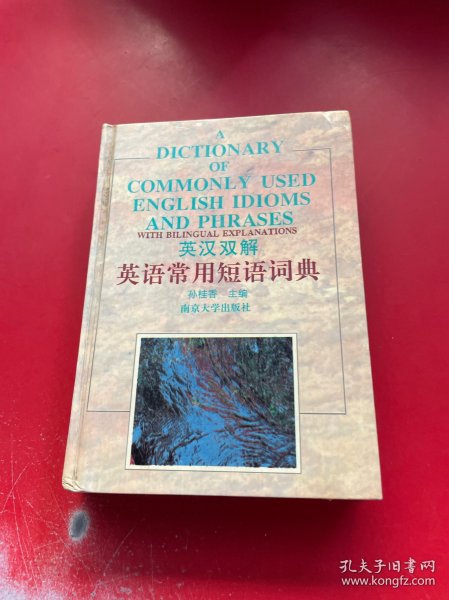 A
DICTIONARY
OF
COMMONLY USED
ENGLISH IDIOMS
AND PHRASES
WITH BILINGUAL EXPLANATIONS
英汉双解
英语常用短语词典
孙桂香 主编
南京大学出版社
孔夫子旧书网
www.kongfz.com